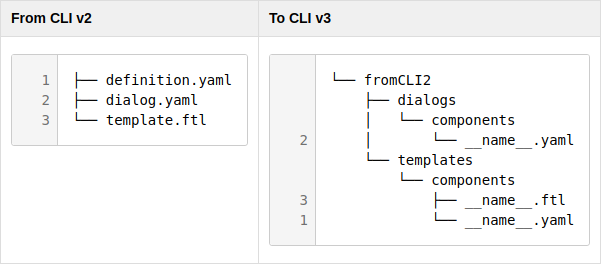 From CLI v2
1 ├── definition.yaml
2 ├── dialog.yaml
3 └── template.ftl
To CLI v3
└── fromCLI2
    ├── dialogs
    │   └── components
2     │       └── __name__.yaml
    └── templates
        └── components
3             ├── __name__.ftl
1             └── __name__.yaml